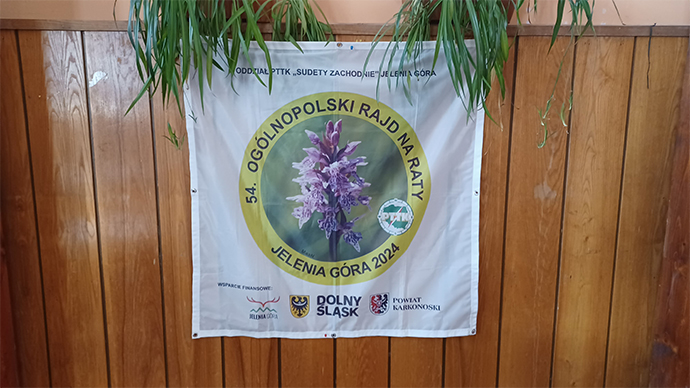 ODDZIAŁ PTTK „SUDETY ZACHODNIE” JELENIA GÓRA
54. OGÓLNOPOLSKI RAJD NA RATY
PTTK
JELENIA GÓRA 2024
WSPARCIE FINANSOWE:
JELENIA GÓRA
DOLNY
ŚLĄSK
POWIAT
KARKONOSKI